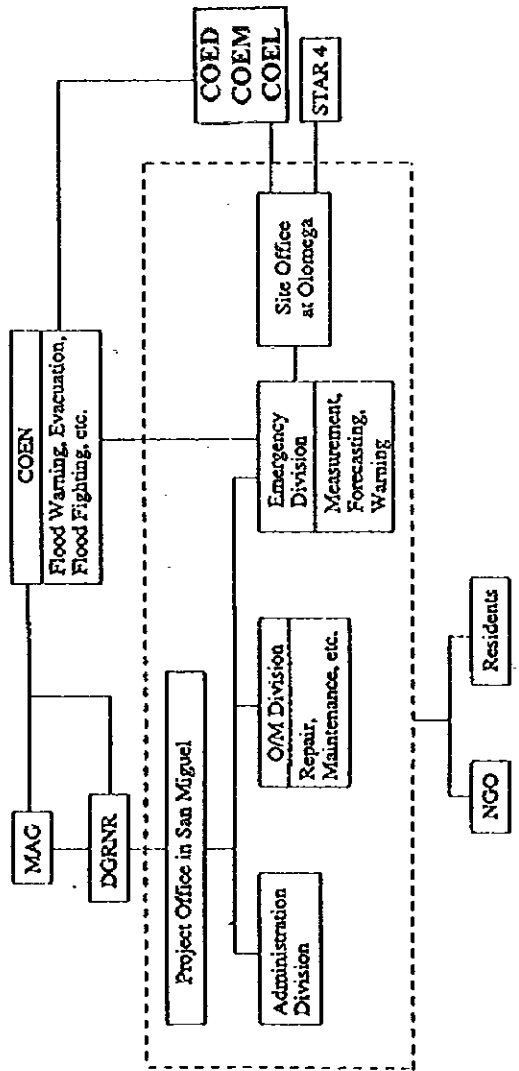 MAG
DGRNR
COEN
Flood Warning, Evacuation,
Flood Fighting, etc.
COED
COEM
COEL
STAR 4
Project Office in San Miguel
Administration
Division
O/M Division
Repair,
Maintenance, etc.
Emergency
Division
Measurement,
Forecasting,
Warning
Site Office
at Olomega
NGO
Residents